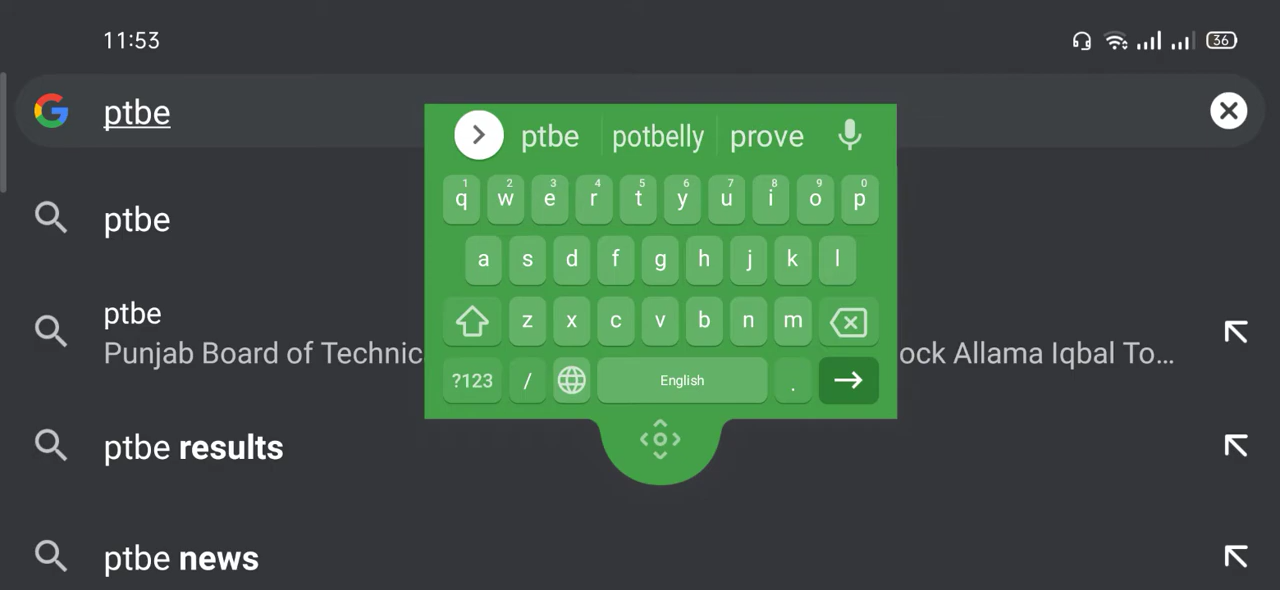 11:53
36
ptbe
ptbe potbelly prove
1 2 3 4 5 6 7 8 9 0
q w e r t y u i o p
a s d f g h j k l
z x c v b n m
?123 / English .
ptbe
ptbe
Punjab Board of Technic ock Allama Iqbal To...
ptbe results
ptbe news